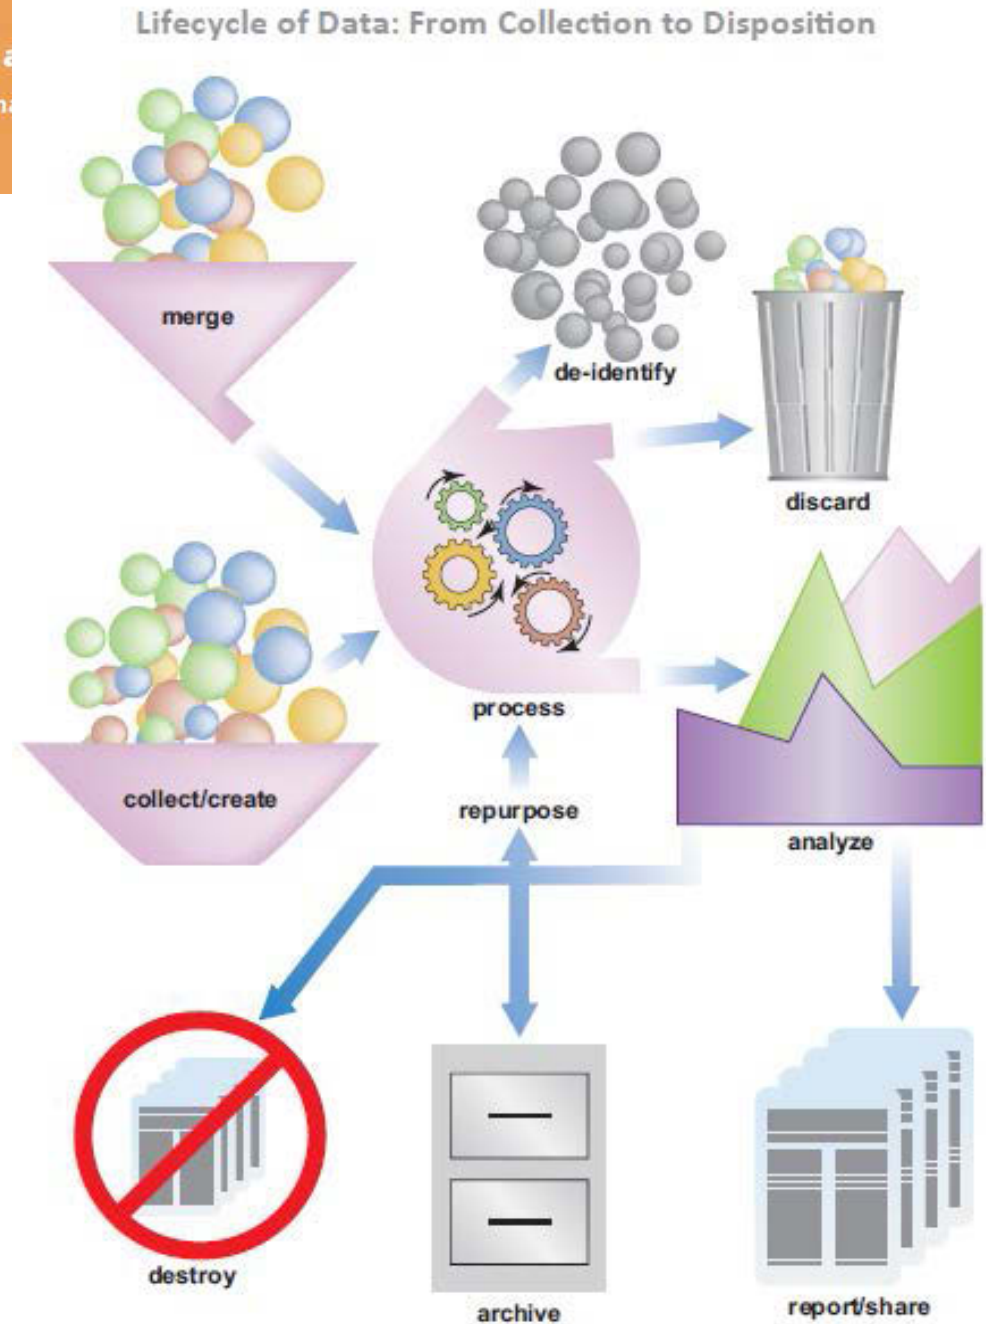 Lifecycle of Data: From Collection to Disposition
merge
de-identify
discard
process
collect/create
repurpose
analyze
destroy
archive
report/share